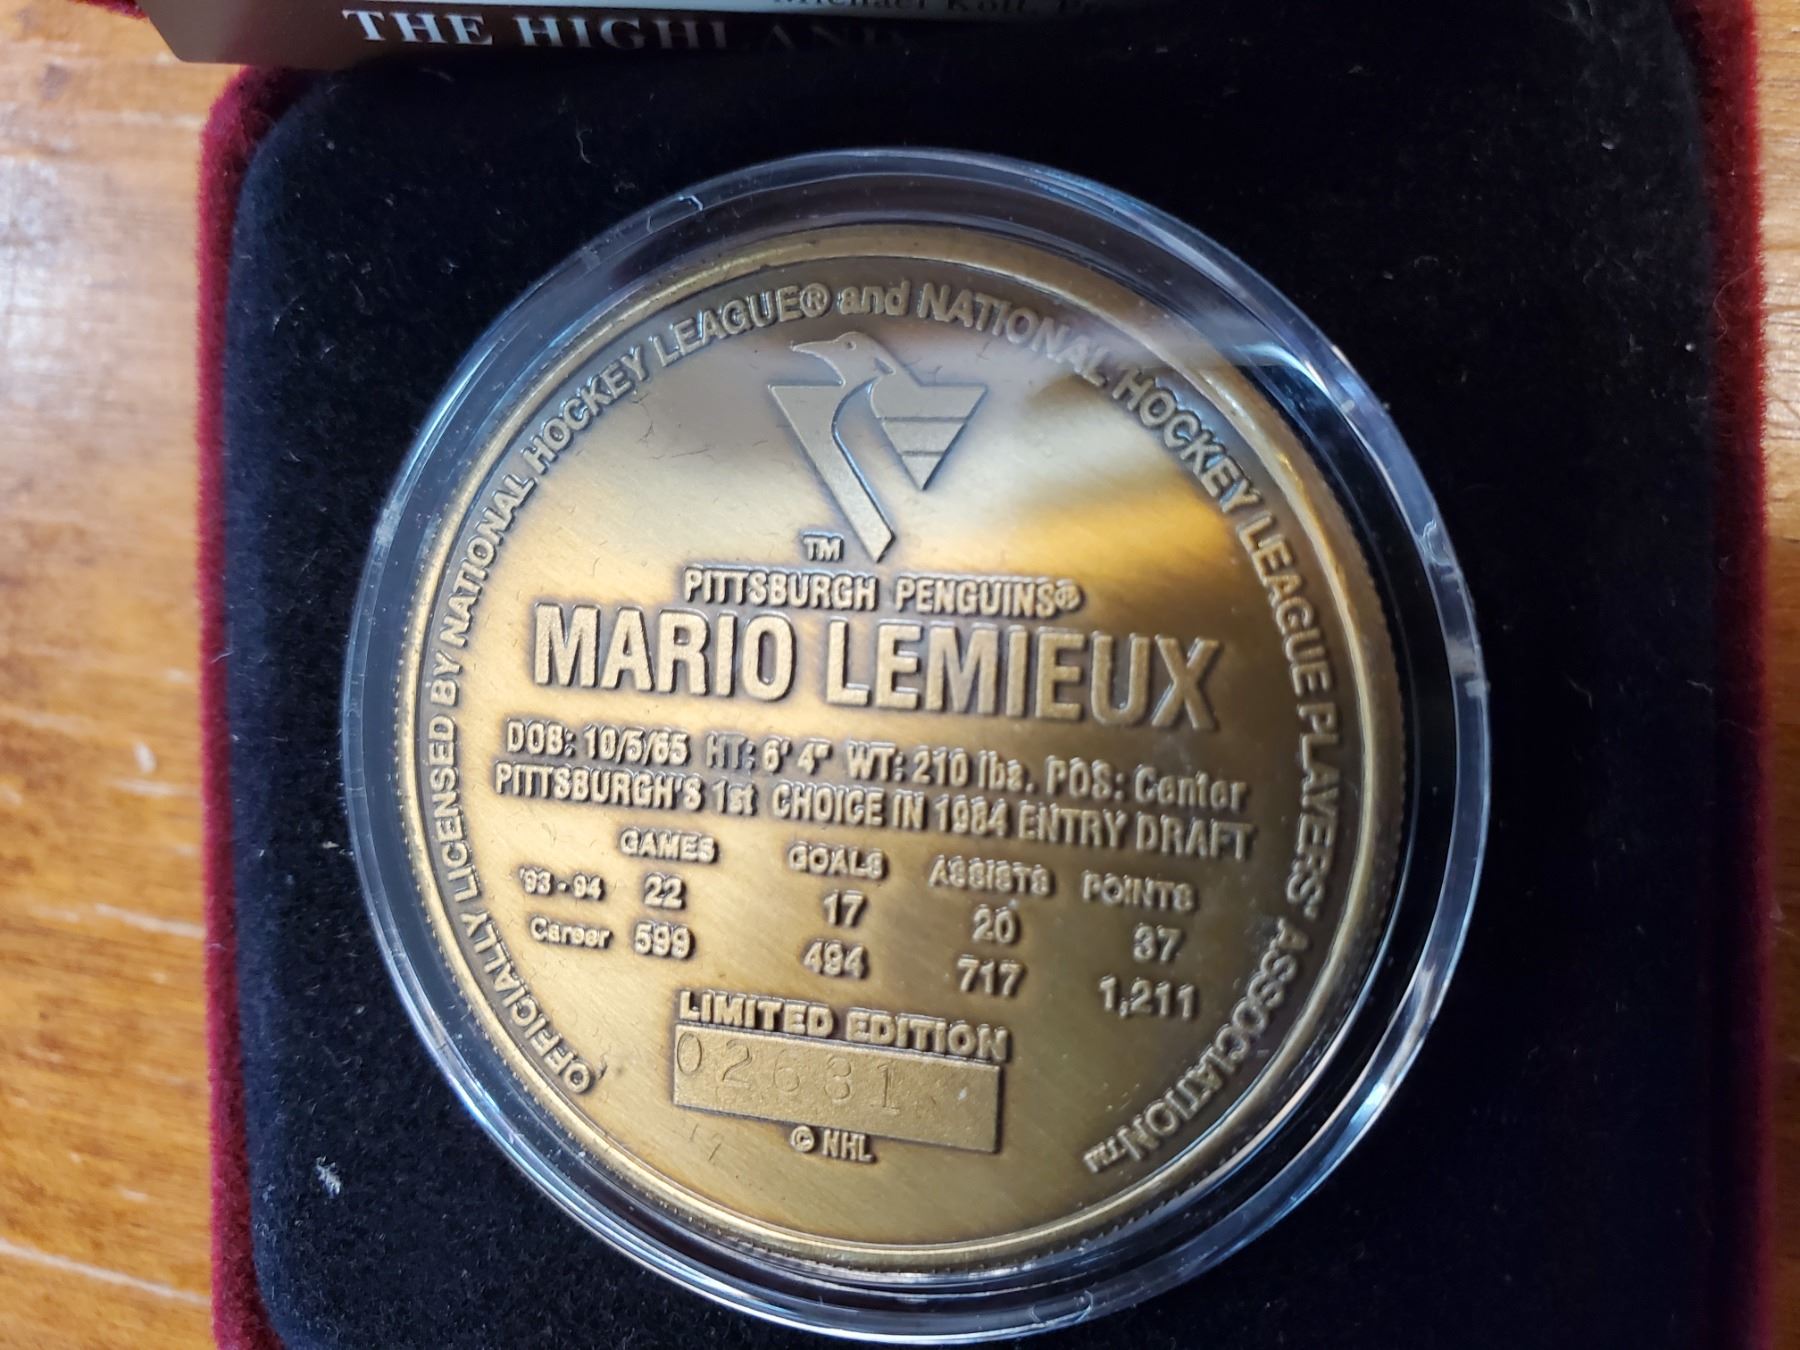 THE HIGHLAND
OFFICIALLY LICENSED BY NATIONAL HOCKEY LEAGUE® and NATIONAL HOCKEY LEAGUE PLAYERS' ASSOCIATION™
TM
PITTSBURGH PENGUINS®
MARIO LEMIEUX
DOB: 10/5/65 HT: 6' 4" WT: 210 lbs. POS: Center
PITTSBURGH'S 1st CHOICE IN 1984 ENTRY DRAFT
GAMES GOALS ASSISTS POINTS
'93-94 22 17 20 37
Career 599 494 717 1,211
LIMITED EDITION
02631
© NHL